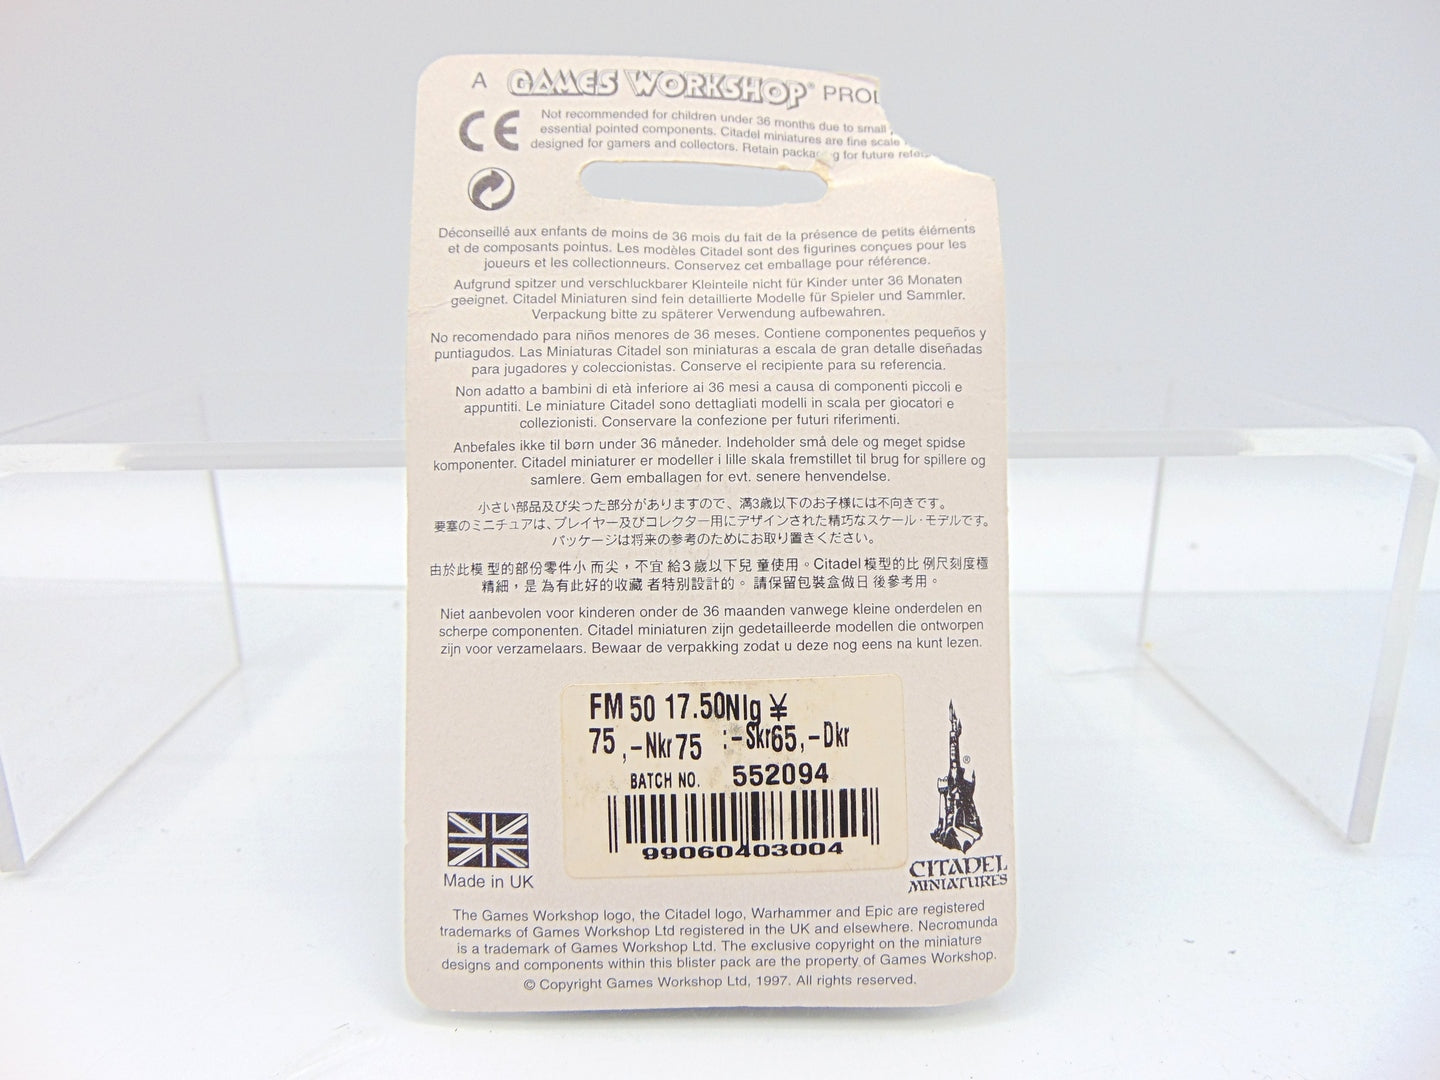 A GAMES WORKSHOP® PROD
Not recommended for children under 36 months due to small
essential pointed components. Citadel miniatures are fine scale
designed for gamers and collectors. Retain packa g for future refer
CE
Déconseillé aux enfants de moins de 36 mois du fait de la présence de petits éléments
et de composants pointus. Les modèles Citadel sont des figurines conçues pour les
joueurs et les collectionneurs. Conservez cet emballage pour référence.
Aufgrund spitzer und verschluckbarer Kleinteile nicht für Kinder unter 36 Monaten
geeignet. Citadel Miniaturen sind fein detaillierte Modelle für Spieler und Sammler.
Verpackung bitte zu späterer Verwendung aufbewahren.
No recomendado para niños menores de 36 meses. Contiene componentes pequeños y
puntiagudos. Las Miniaturas Citadel son miniaturas a escala de gran detalle diseñadas
para jugadores y coleccionistas. Conserve el recipiente para su referencia.
Non adatto a bambini di età inferiore ai 36 mesi a causa di componenti piccoli e
appuntiti. Le miniature Citadel sono dettagliati modelli in scala per giocatori e
collezionisti. Conservare la confezione per futuri riferimenti.
Anbefales ikke til børn under 36 måneder. Indeholder små dele og meget spidse
komponenter. Citadel miniaturer er modeller i lille skala fremstillet til brug for spillere og
samlere. Gem emballagen for evt. senere henvendelse.
小さい部品及び尖った部分がありますので、満3歳以下のお子様には不向きです。
要塞のミニチュアは、プレイヤー及びコレクター用にデザインされた精巧なスケール・モデルです。
パッケージは将来の参考のためにお取り置きください。
由於此模型的部份零件小而尖，不宜給3歲以下兒童使用。Citadel模型的比例尺刻度極
精細，是為有此好的收藏者特別設計的。請保留包裝盒做日後參考用。
Niet aanbevolen voor kinderen onder de 36 maanden vanwege kleine onderdelen en
scherpe componenten. Citadel miniaturen zijn gedetailleerde modellen die ontworpen
zijn voor verzamelaars. Bewaar de verpakking zodat u deze nog eens na kunt lezen.
FM 50 17.50Nlg ¥
75,-Nkr 75 :-Skr65,-Dkr
BATCH NO. 552094
99060403004
®
CITADEL
MINIATURES
Made in UK
The Games Workshop logo, the Citadel logo, Warhammer and Epic are registered
trademarks of Games Workshop Ltd registered in the UK and elsewhere. Necromunda
is a trademark of Games Workshop Ltd. The exclusive copyright on the miniature
designs and components within this blister pack are the property of Games Workshop.
© Copyright Games Workshop Ltd, 1997. All rights reserved.